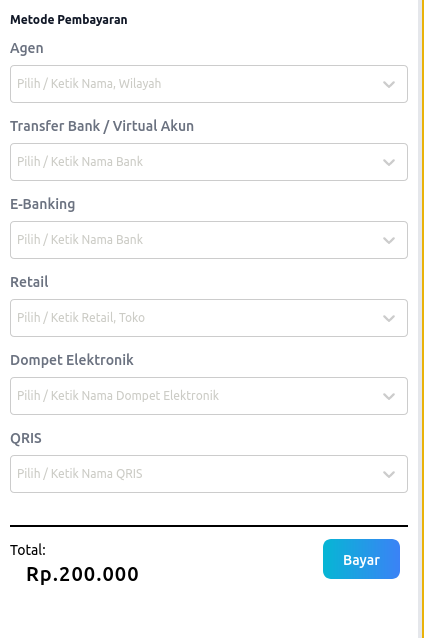 Metode Pembayaran
Agen
Pilih / Ketik Nama, Wilayah
Transfer Bank / Virtual Akun
Pilih / Ketik Nama Bank
E-Banking
Pilih / Ketik Nama Bank
Retail
Pilih / Ketik Retail, Toko
Dompet Elektronik
Pilih / Ketik Nama Dompet Elektronik
QRIS
Pilih / Ketik Nama QRIS
Total:
Rp.200.000
Bayar